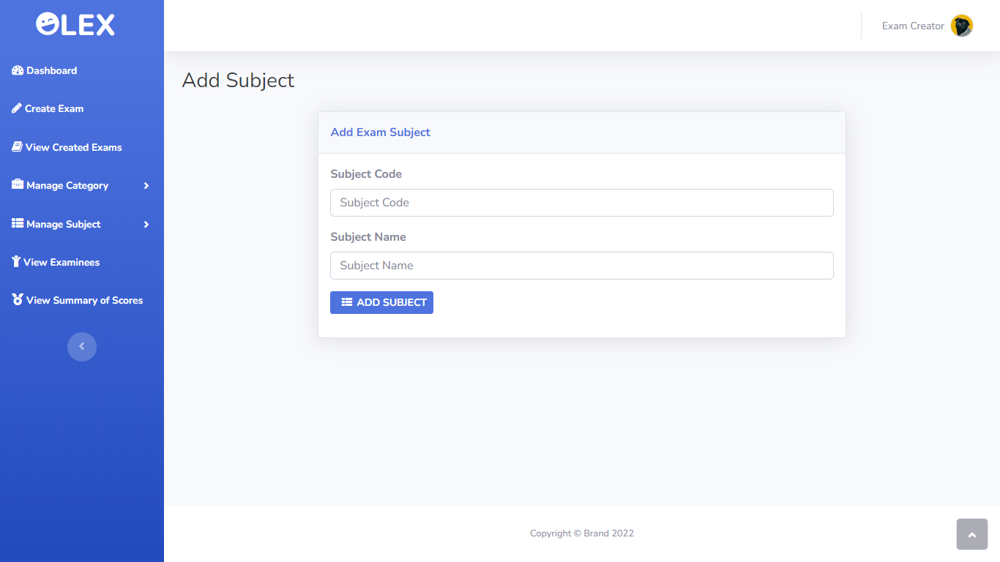 OLEX
Exam Creator
Dashboard
Create Exam
View Created Exams
Manage Category
Manage Subject
View Examinees
View Summary of Scores
Add Subject
Add Exam Subject
Subject Code
Subject Code
Subject Name
Subject Name
ADD SUBJECT
Copyright © Brand 2022